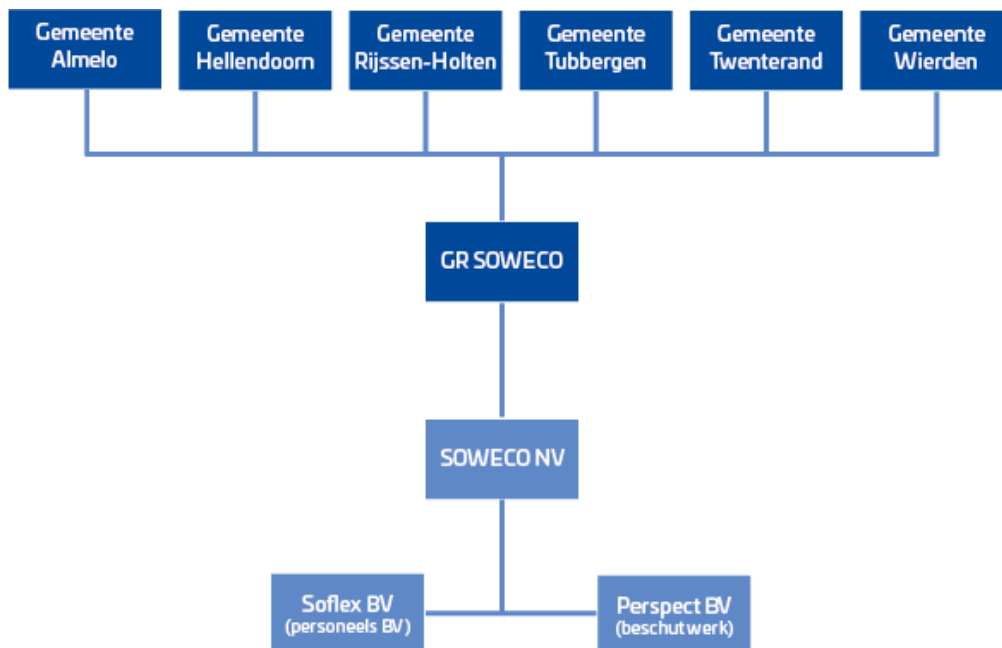 Gemeente
Almelo
Gemeente
Hellendoorn
Gemeente
Rijssen-Holten
Gemeente
Tubbergen
Gemeente
Twenterand
Gemeente
Wierden
GR SOWECO
SOWECO NV
Soflex BV
(personeels BV)
Perspect BV
(beschut werk)